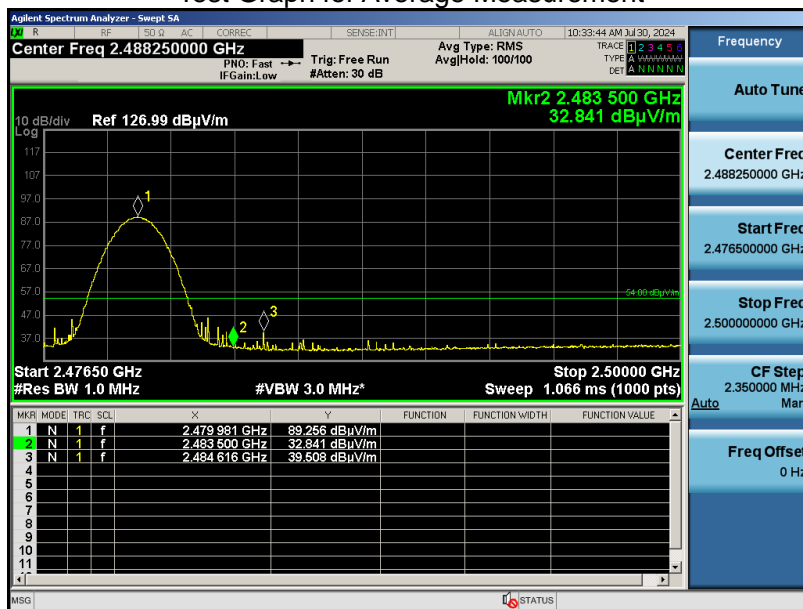 Test Graph for Average Measurement
Agilent Spectrum Analyzer - Swept SA
LXI R RF 50 Ω AC CORREC SENSE:INT ALIGN AUTO 10:33:44 AM Jul 30, 2024
Center Freq 2.488250000 GHz
PNO: Fast Trig: Free Run
IFGain:Low #Atten: 30 dB
Avg Type: RMS
Avg|Hold: 100/100
TRACE 1 2 3 4 5 6
TYPE A WWWWW
DET A N N N N N
Mkr2 2.483 500 GHz
32.841 dBµV/m
10 dB/div Ref 126.99 dBµV/m
Log
117
107
97.0
87.0
77.0
67.0
57.0
47.0
37.0
1
2
3
54.00 dBµV/m
Start 2.47650 GHz Stop 2.50000 GHz
#Res BW 1.0 MHz #VBW 3.0 MHz* Sweep 1.066 ms (1000 pts)
MKR MODE TRC SCL X Y FUNCTION FUNCTION WIDTH FUNCTION VALUE
1 N 1 f 2.479 981 GHz 89.256 dBµV/m
2 N 1 f 2.483 500 GHz 32.841 dBµV/m
3 N 1 f 2.484 616 GHz 39.508 dBµV/m
4
5
6
7
8
9
10
11
MSG STATUS
Frequency
Auto Tune
Center Freq
2.488250000 GHz
Start Freq
2.476500000 GHz
Stop Freq
2.500000000 GHz
CF Step
2.350000 MHz
Auto Man
Freq Offset
0 Hz